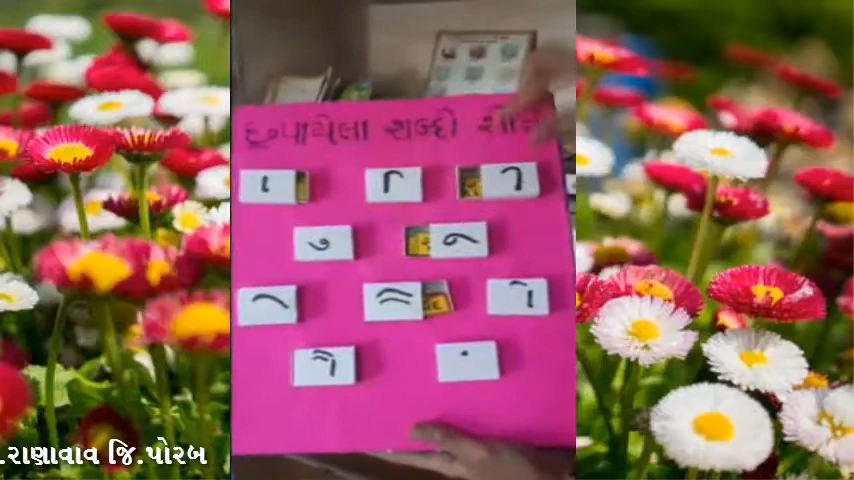 છુપાયેલા શબ્દો શોધો
ા િ ી
ુ ૂ
ે ૈ ો
ૌ ં
.રાણાવાવ જિ.પોરબ